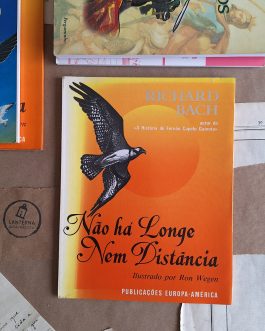 RICHARD
BACH
autor de
«A História de Fernão Capelo Gaivota»
Não há Longe
Nem Distância
Ilustrado por Ron Wegen
PUBLICAÇÕES EUROPA-AMÉRICA
LANTERNA